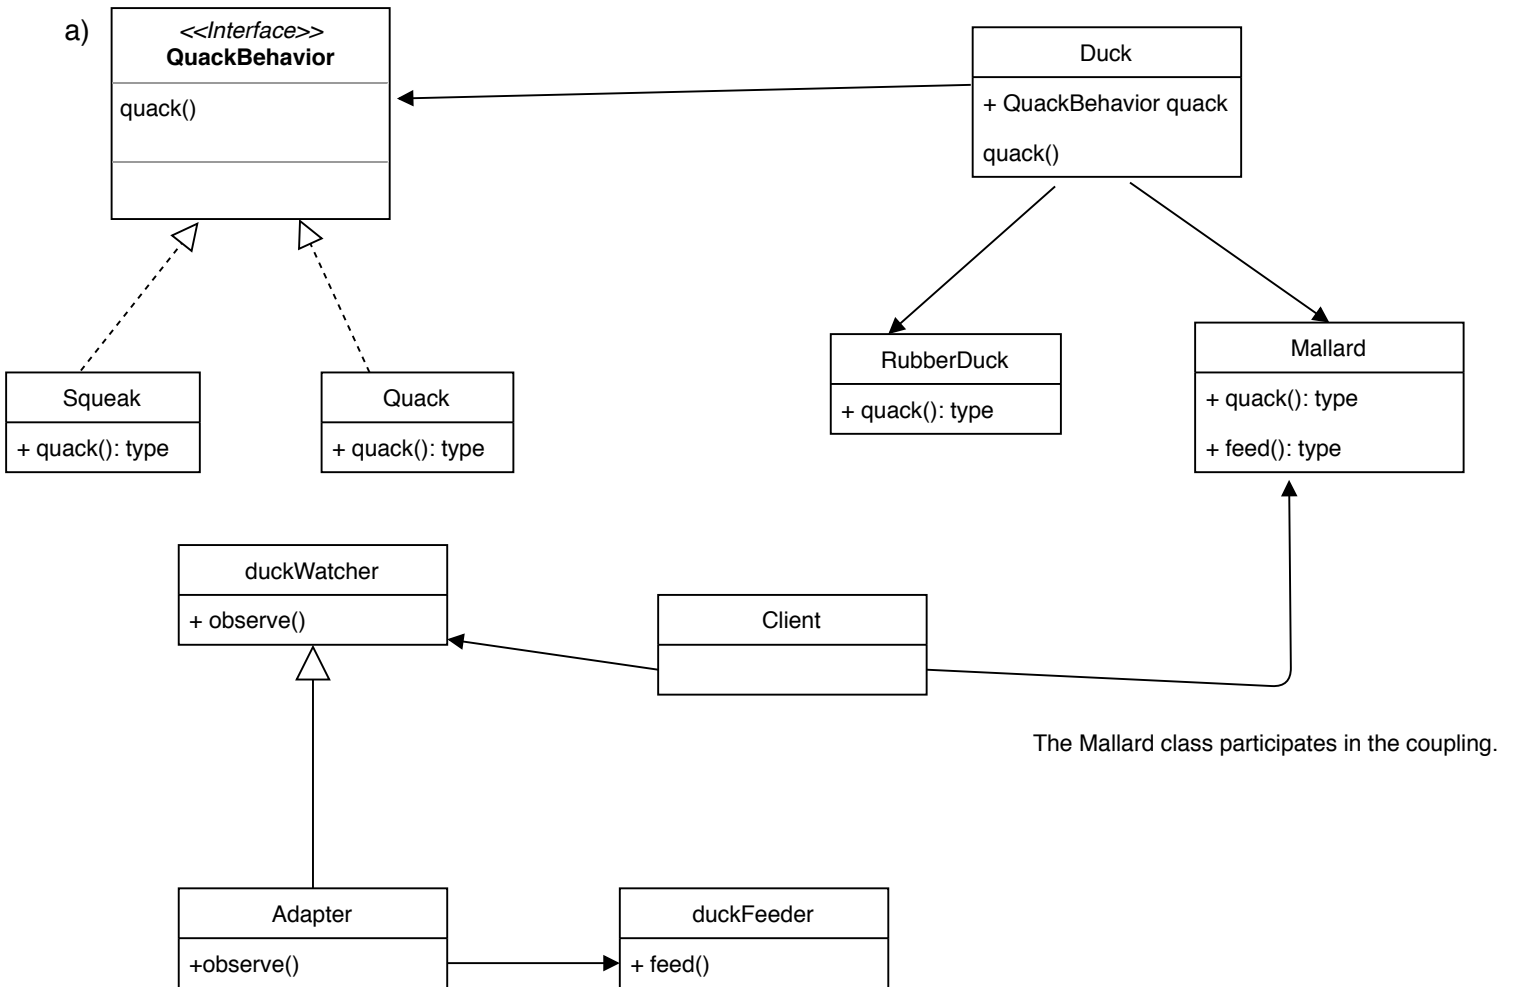 a)
<<Interface>>
QuackBehavior
quack()
Duck
+ QuackBehavior quack
quack()
Squeak
+ quack(): type
Quack
+ quack(): type
RubberDuck
+ quack(): type
Mallard
+ quack(): type
+ feed(): type
duckWatcher
+ observe()
Client
The Mallard class participates in the coupling.
Adapter
+observe()
duckFeeder
+ feed()